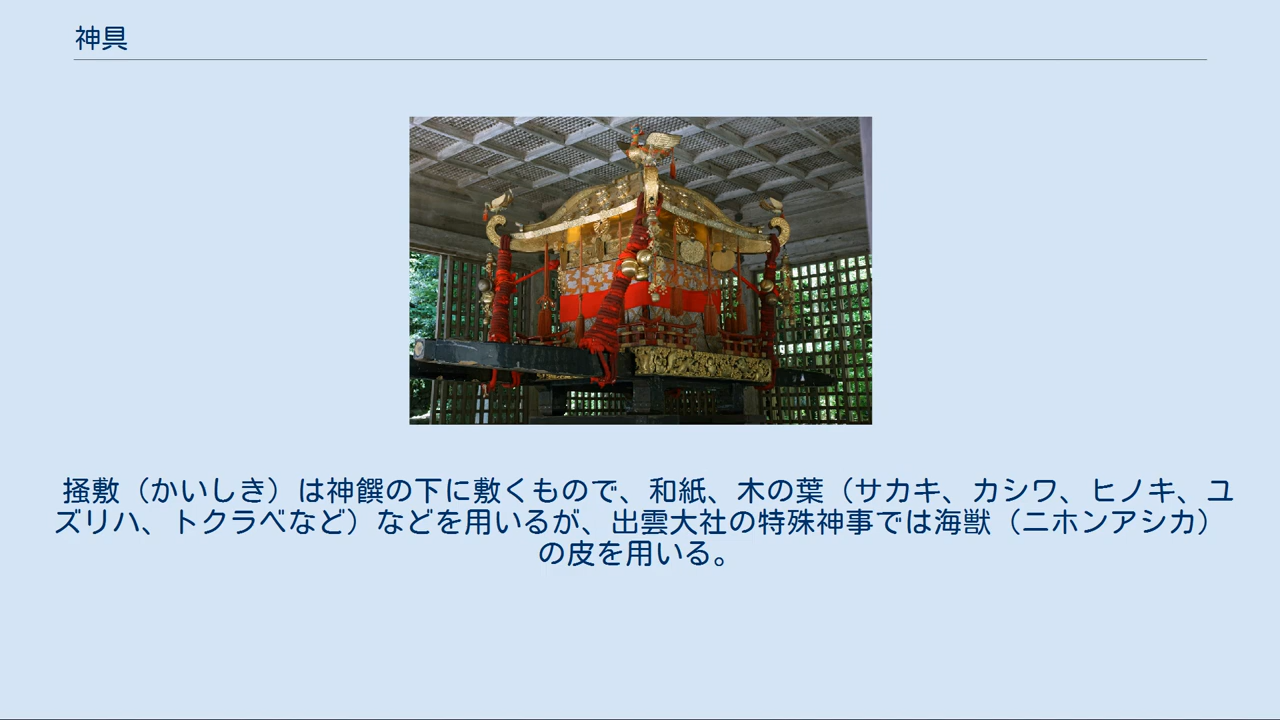 神具
掻敷（かいしき）は神饌の下に敷くもので、和紙、木の葉（サカキ、カシワ、ヒノキ、ユ
ズリハ、トクラベなど）などを用いるが、出雲大社の特殊神事では海獣（ニホンアシカ）
の皮を用いる。